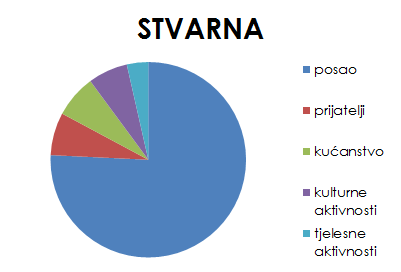 STVARNA
posao
prijatelji
kućanstvo
kulturne
aktivnosti
tjelesne
aktivnosti